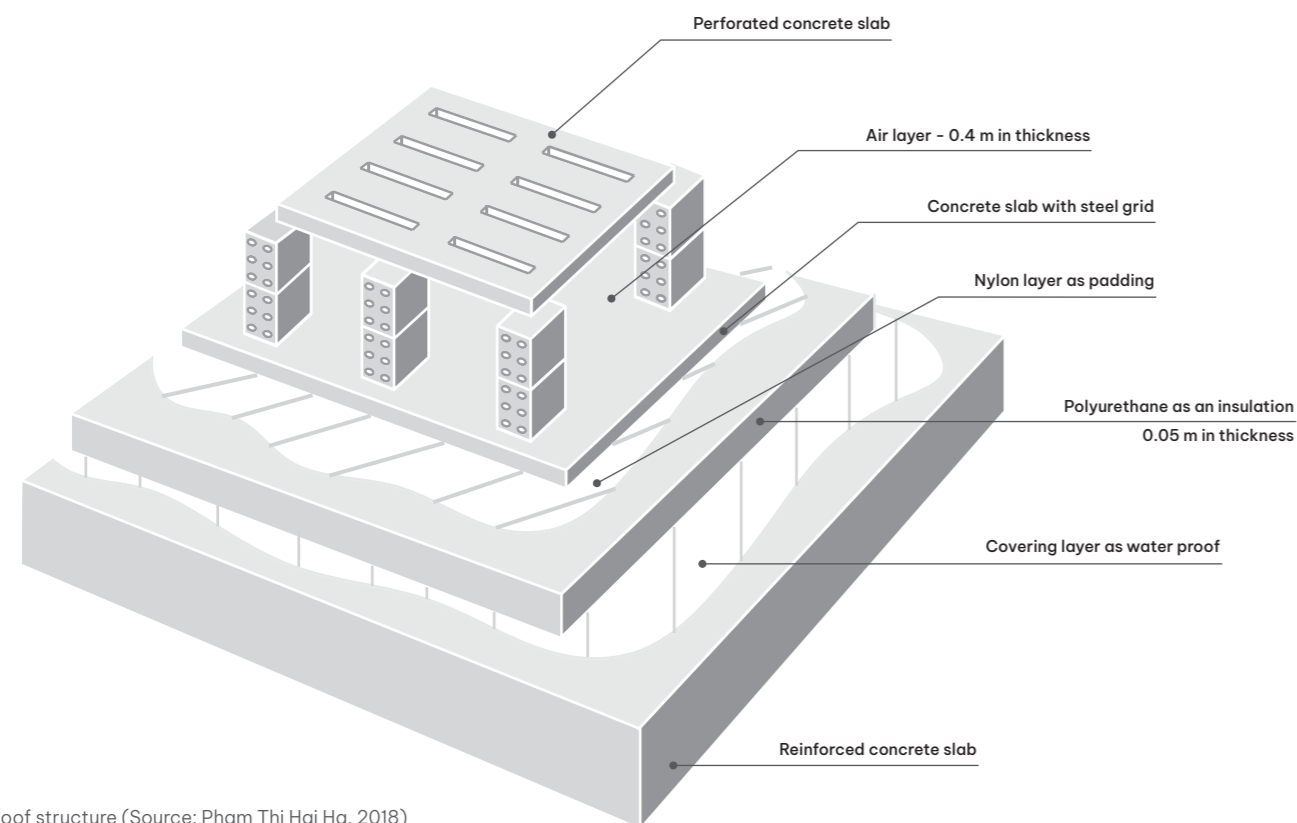 Perforated concrete slab
Air layer - 0.4 m in thickness
Concrete slab with steel grid
Nylon layer as padding
Polyurethane as an insulation
0.05 m in thickness
Covering layer as water proof
Reinforced concrete slab
oof structure (Source: Pham Thi Hai Ha, 2018)